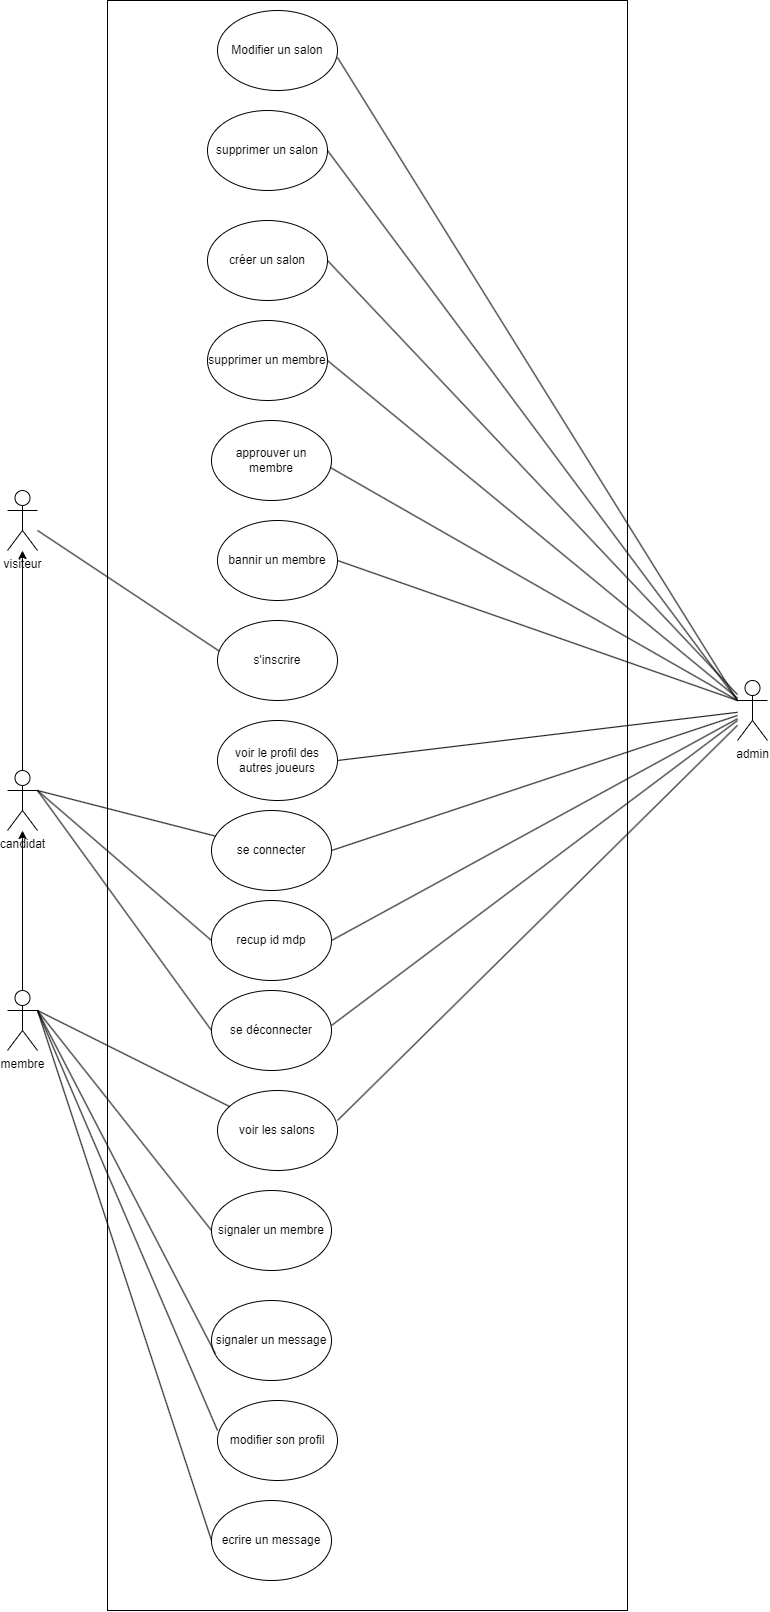 Modifier un salon
supprimer un salon
créer un salon
supprimer un membre
approuver un
membre
visiteur
bannir un membre
s'inscrire
voir le profil des
autres joueurs
admin
candidat
se connecter
recup id mdp
se déconnecter
membre
voir les salons
signaler un membre
signaler un message
modifier son profil
ecrire un message